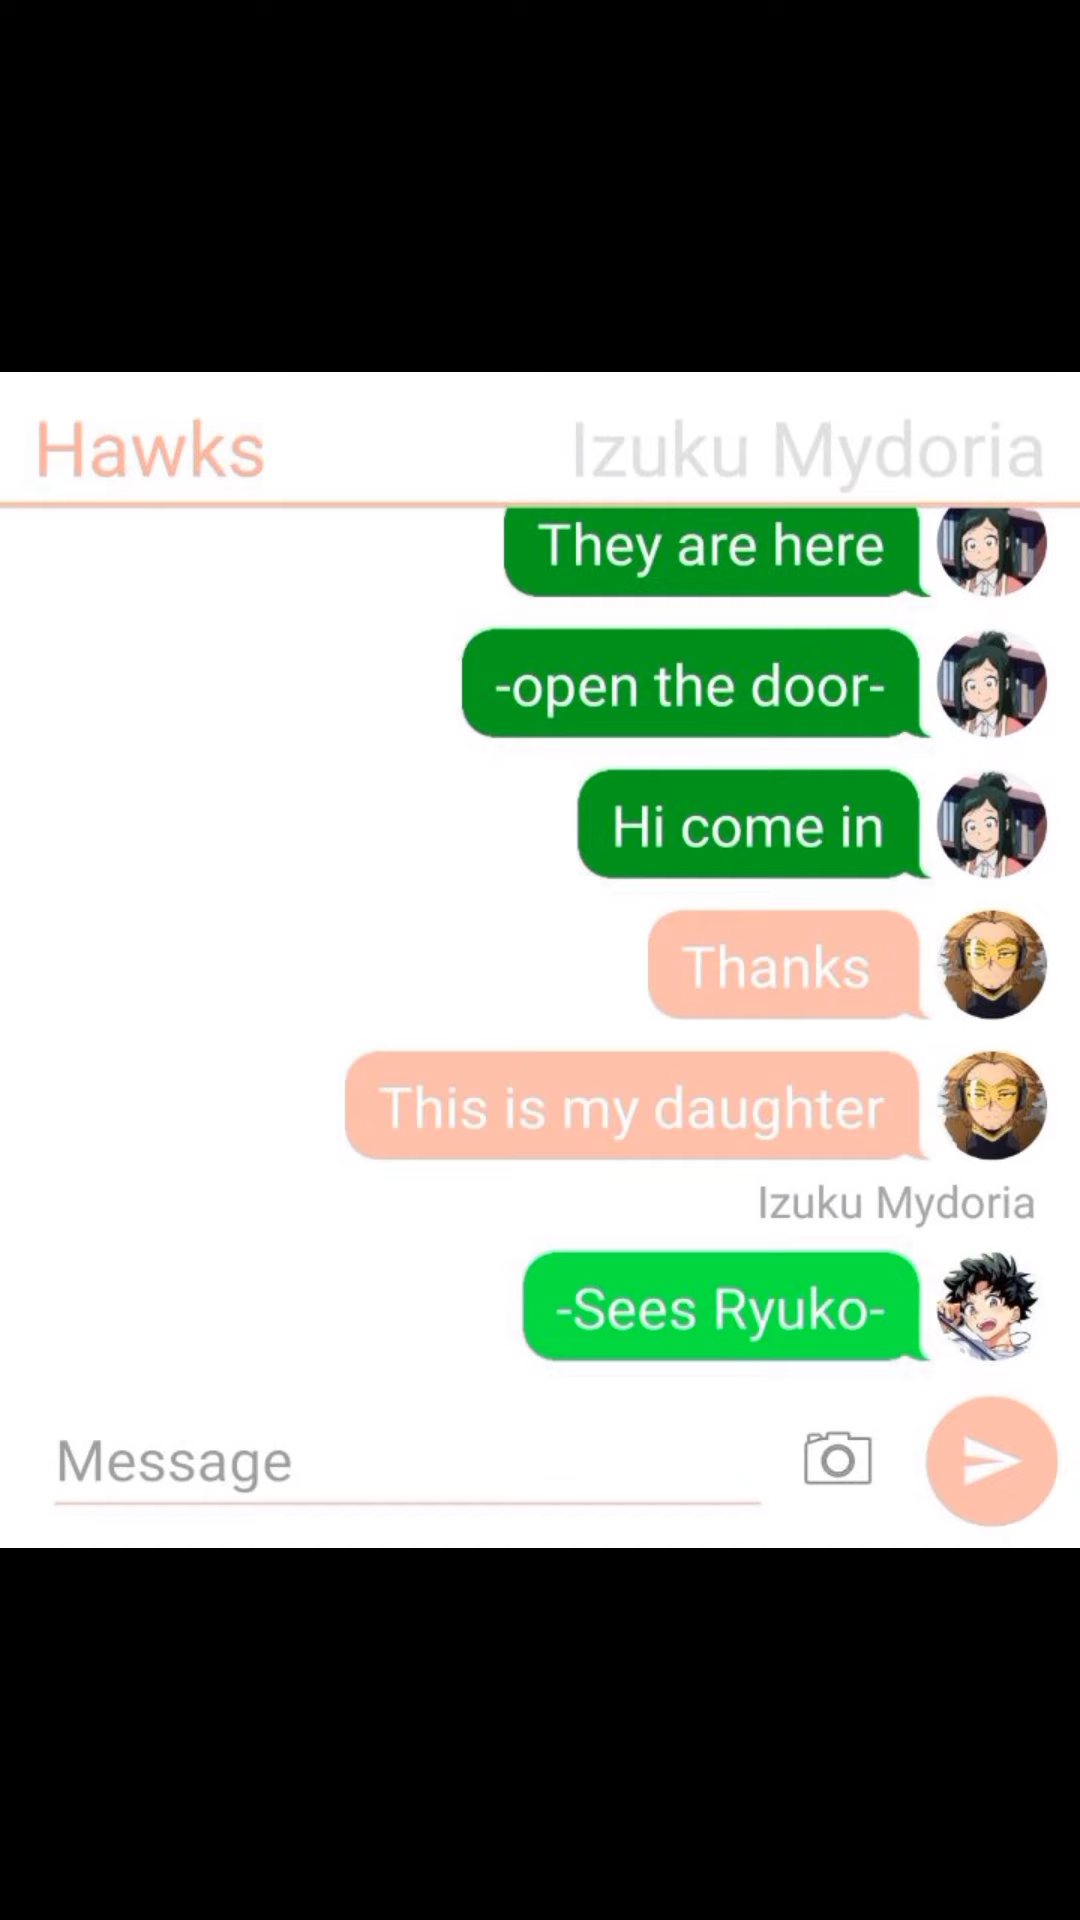 Hawks
Izuku Mydoria
They are here
-open the door-
Hi come in
Thanks
This is my daughter
Izuku Mydoria
-Sees Ryuko-
Message